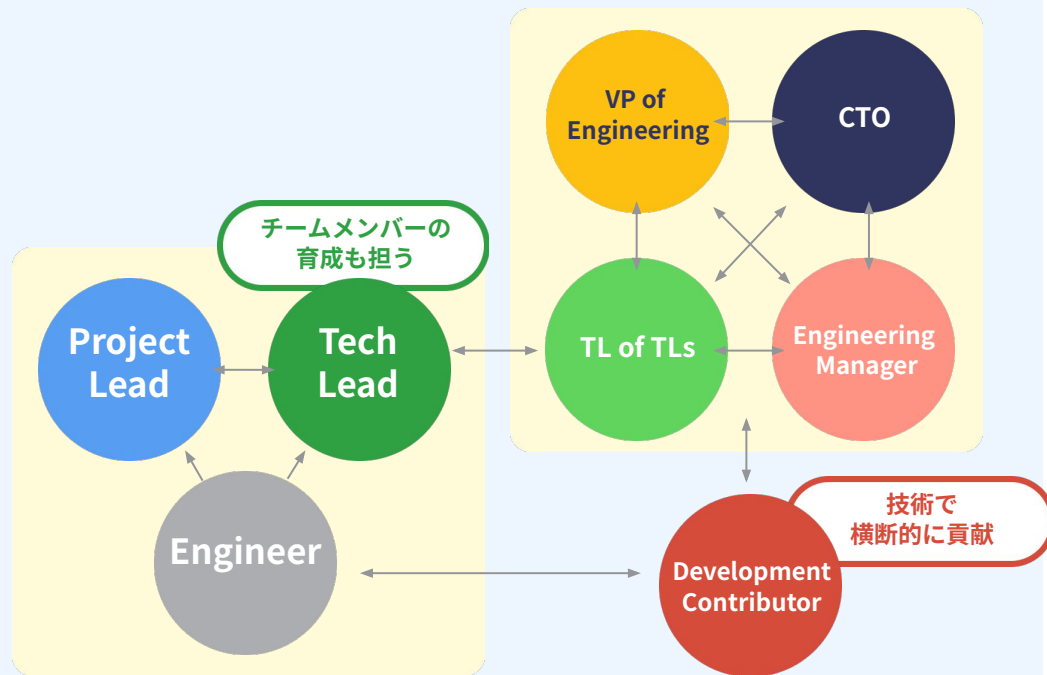 VP of
Engineering
CTO
チームメンバーの
育成も担う
Project
Lead
Tech
Lead
TL of TLs
Engineering
Manager
Engineer
技術で
横断的に貢献
Development
Contributor